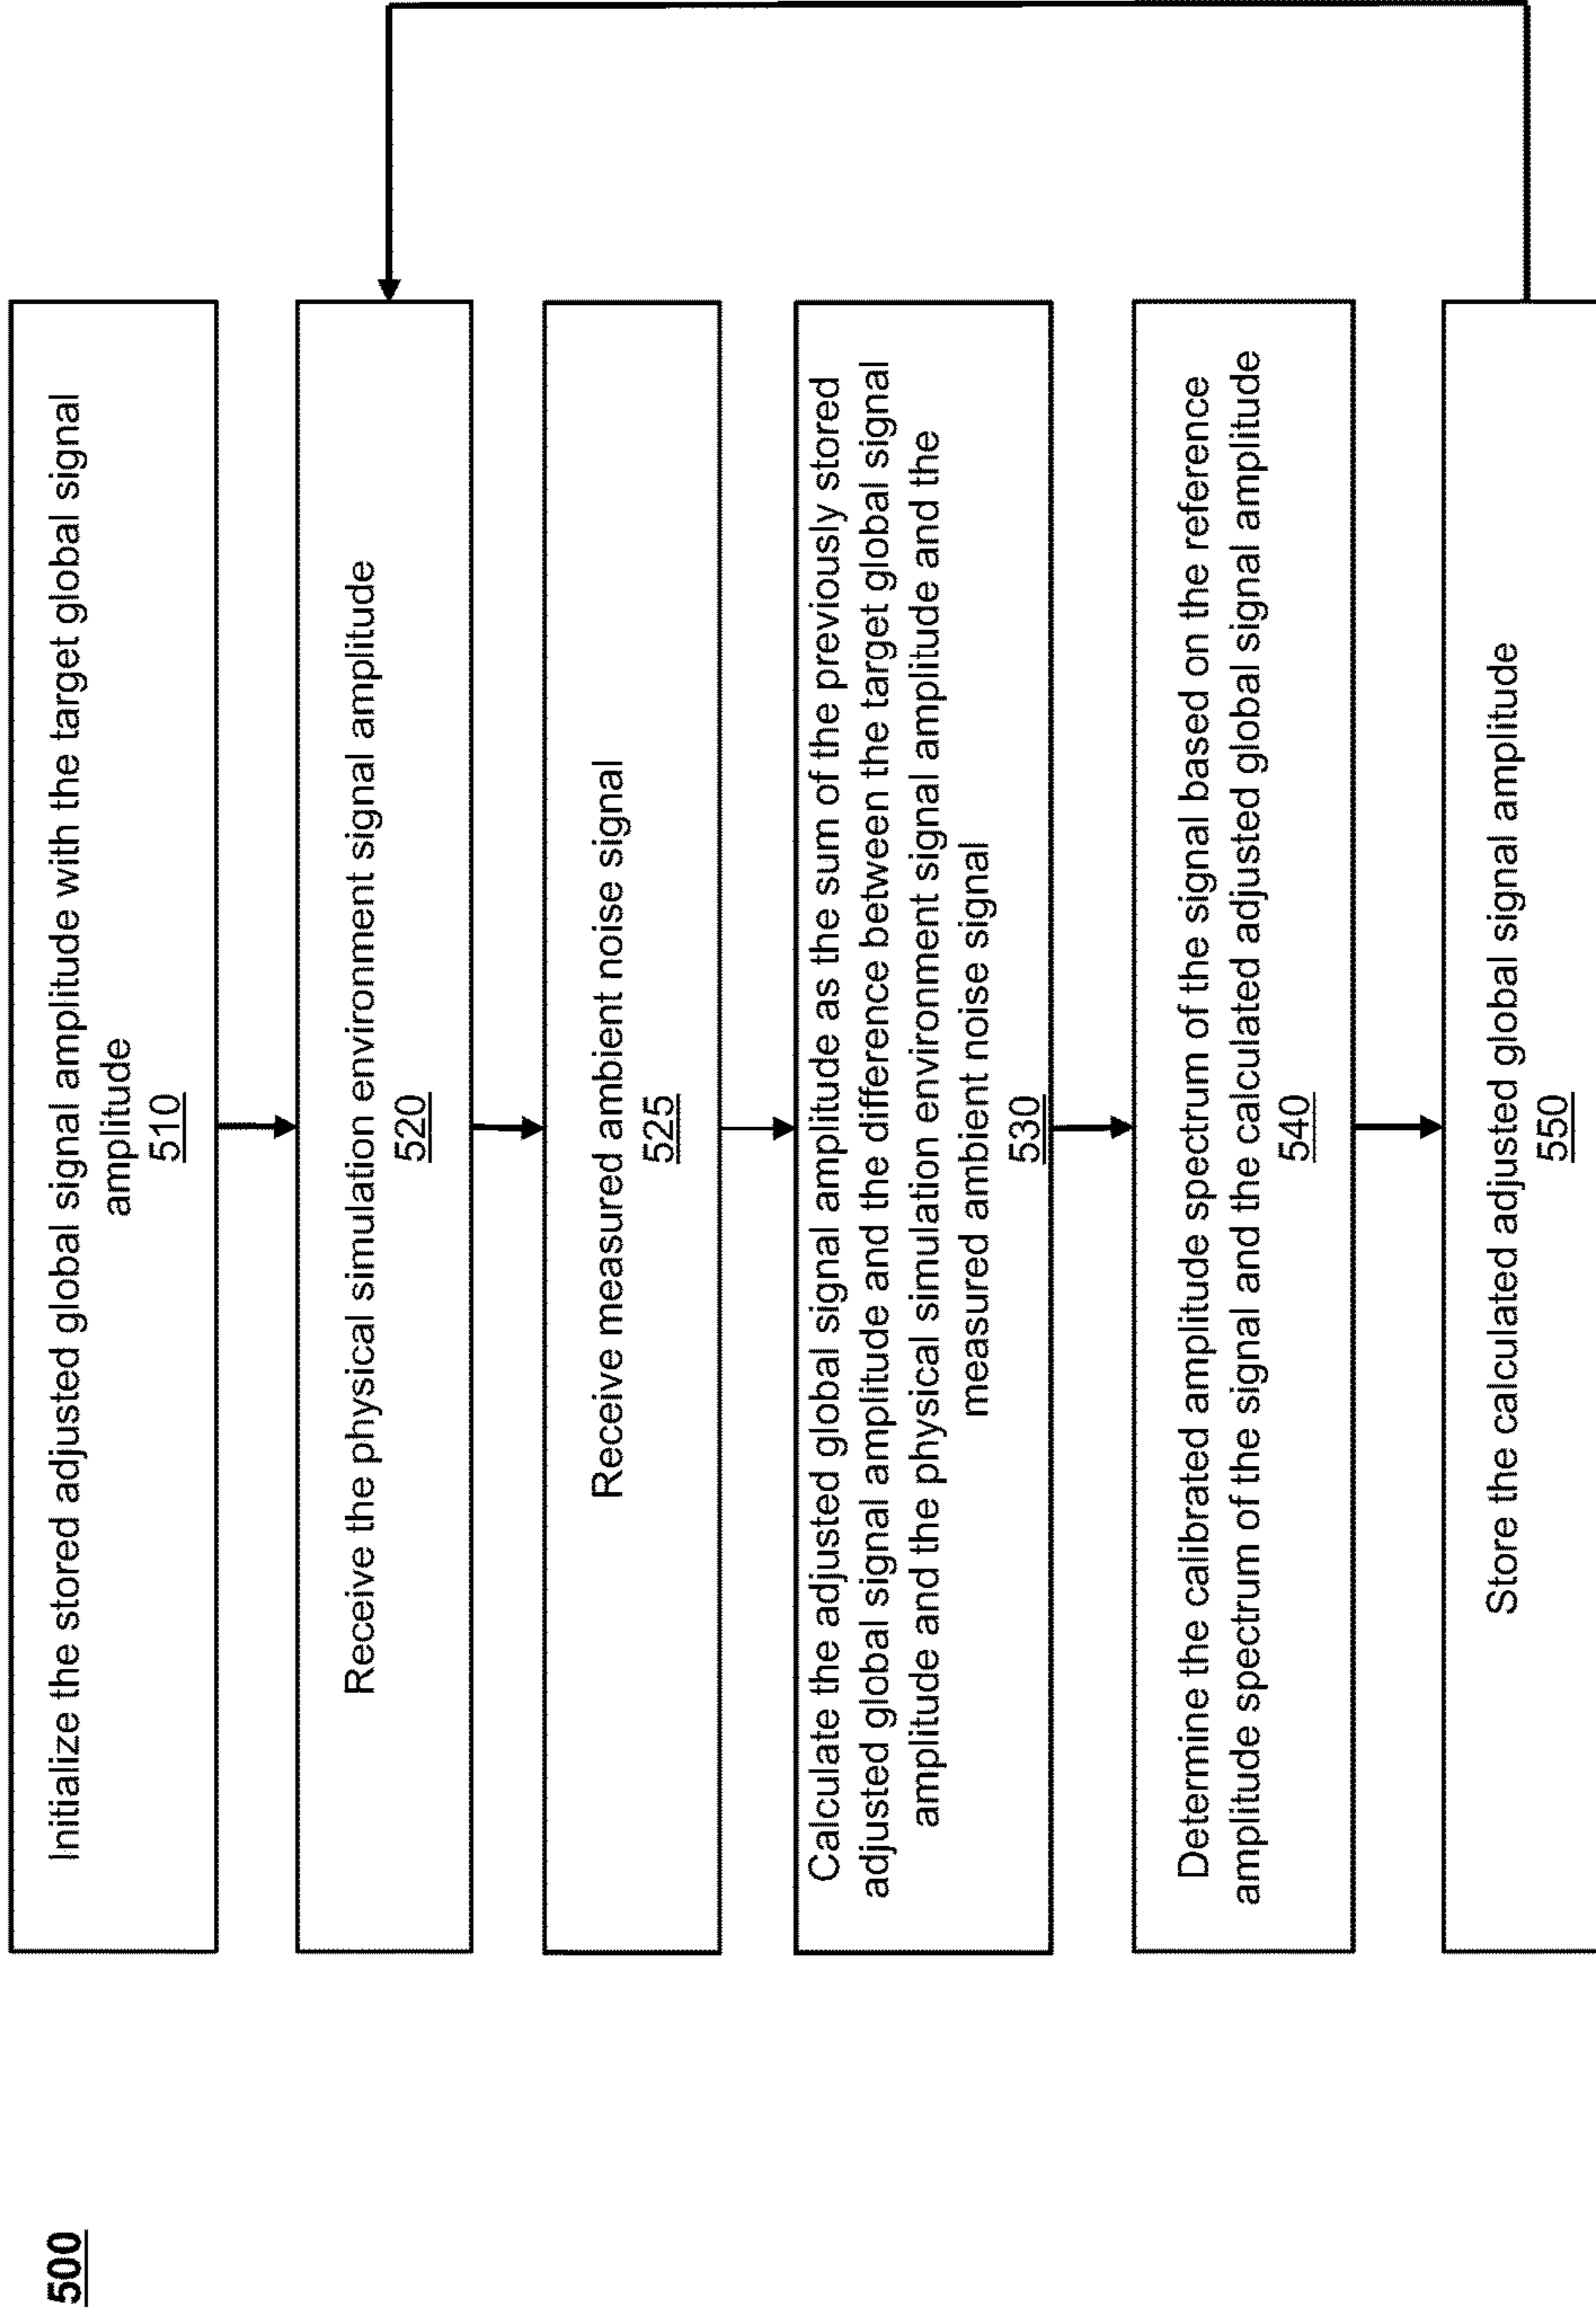 500
Initialize the stored adjusted global signal amplitude with the target global signal
amplitude
510
Receive the physical simulation environment signal amplitude
520
Receive measured ambient noise signal
525
Calculate the adjusted global signal amplitude as the sum of the previously stored
adjusted global signal amplitude and the difference between the target global signal
amplitude and the physical simulation environment signal amplitude and the
measured ambient noise signal
530
Determine the calibrated amplitude spectrum of the signal based on the reference
amplitude spectrum of the signal and the calculated adjusted global signal amplitude
540
Store the calculated adjusted global signal amplitude
550